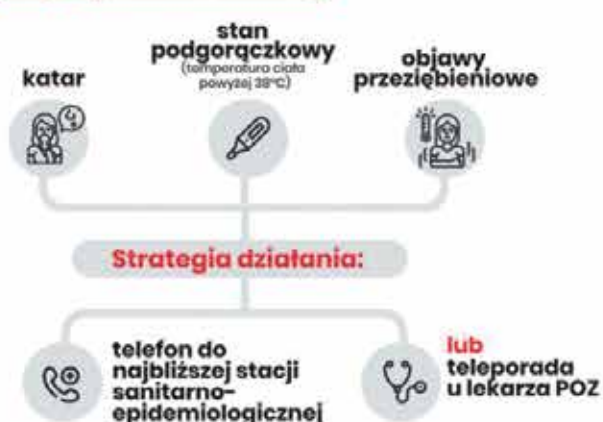 katar
stan
podgorączkowy
(temperatura ciała
powyżej 38°C)
objawy
przeziębieniowe
Strategia działania:
telefon do
najbliższej stacji
sanitarno-
epidemiologicznej
lub
teleporada
u lekarza POZ